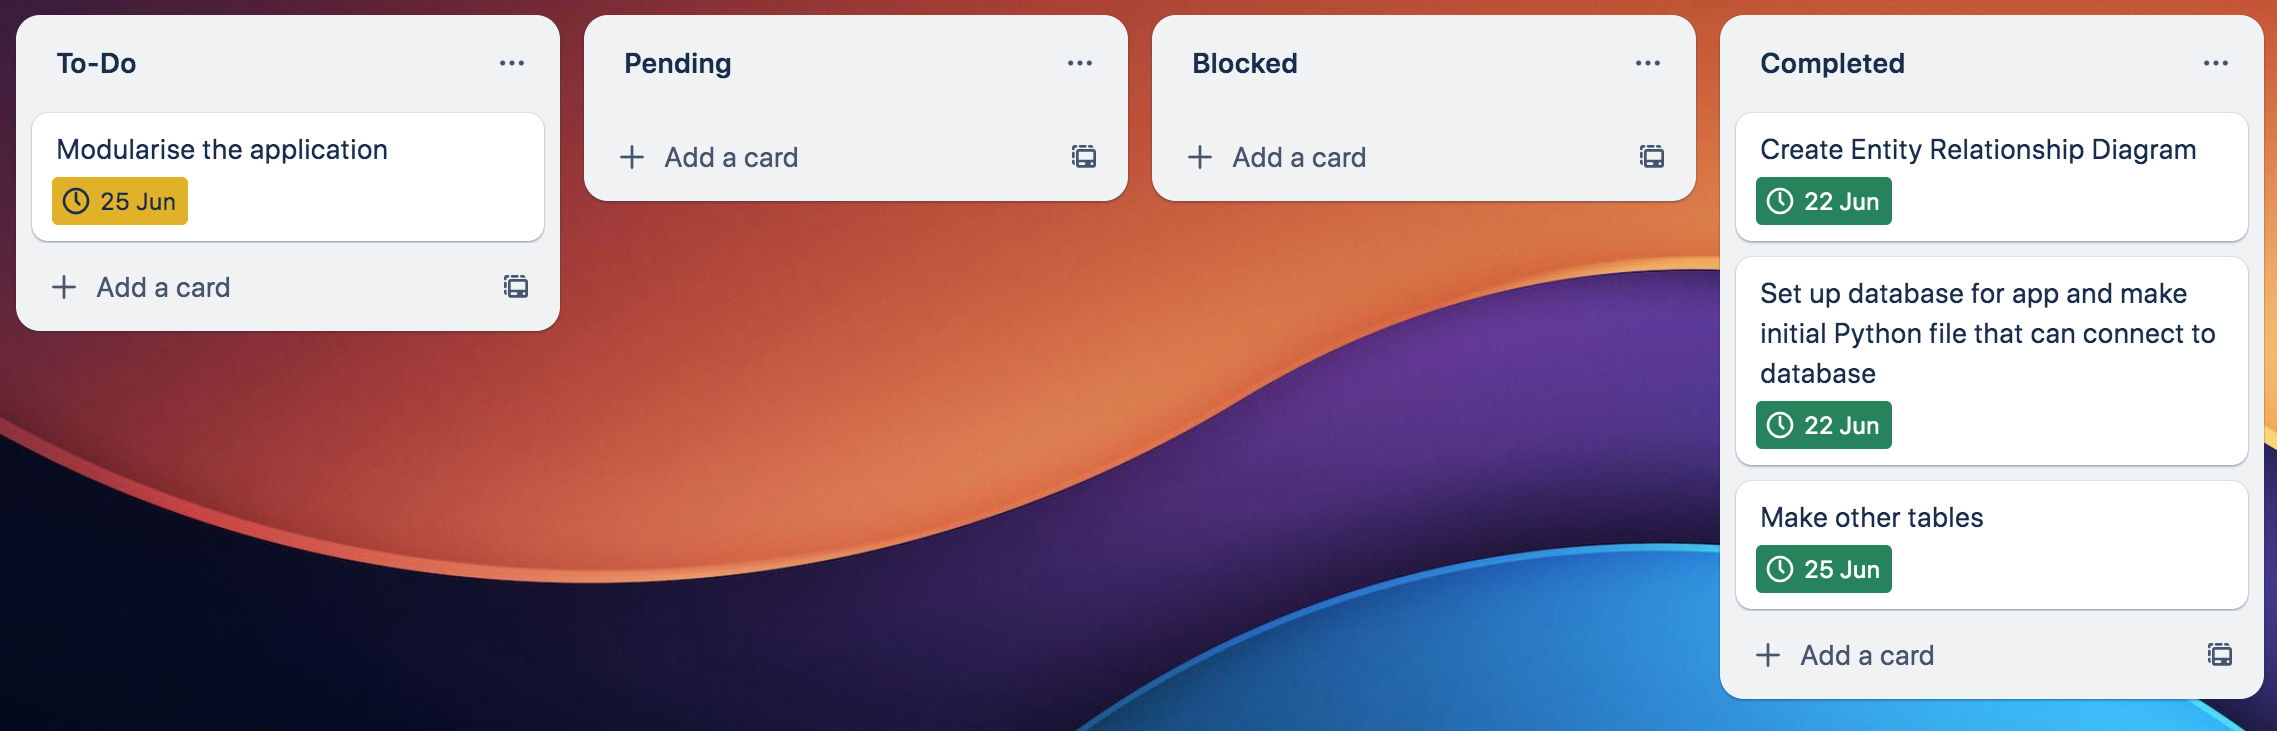 To-Do
Modularise the application
25 Jun
Add a card
Pending
Add a card
Blocked
Add a card
Completed
Create Entity Relationship Diagram
22 Jun
Set up database for app and make
initial Python file that can connect to
database
22 Jun
Make other tables
25 Jun
Add a card